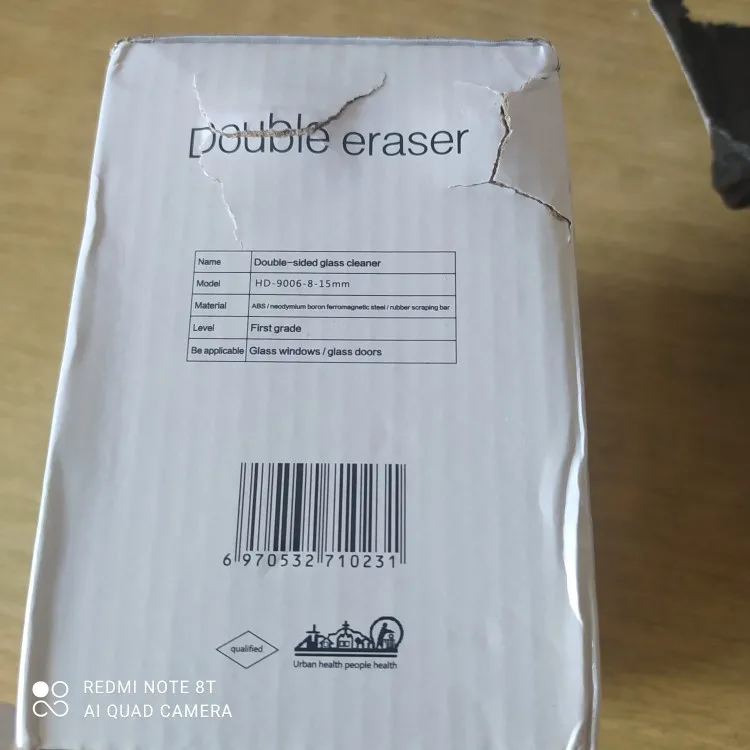 Double eraser
Name Double-sided glass cleaner
Model HD-9006-8-15mm
Material ABS / neodymium boron ferromagnetic steel / rubber scraping bar
Level First grade
Be applicable Glass windows / glass doors
6 970532 710231
qualified
Urban health people health
REDMI NOTE 8T
AI QUAD CAMERA